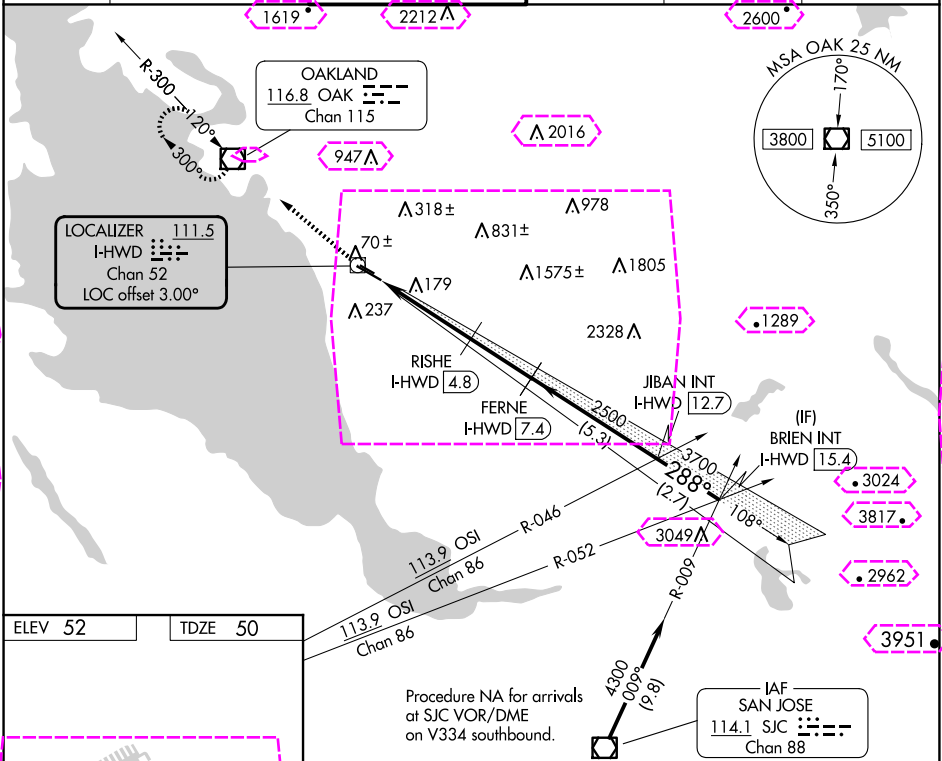 1619
2212
2600
MSA OAK 25 NM
170°
3800
5100
350°
R-300
120°
300°
OAKLAND
116.8 OAK
Chan 115
2016
947
318±
978
831±
70±
1575±
1805
179
237
2328
1289
LOCALIZER 111.5
I-HWD
Chan 52
LOC offset 3.00°
RISHE
I-HWD 4.8
FERNE
I-HWD 7.4
JIBAN INT
I-HWD 12.7
(IF)
BRIEN INT
I-HWD 15.4
2500
(5.3)
3700
288°
(2.7)
108°
3024
3817
3049
2962
3951
R-046
113.9 OSI
Chan 86
R-052
113.9 OSI
Chan 86
R-009
4300
009°
(9.8)
ELEV 52
TDZE 50
Procedure NA for arrivals
at SJC VOR/DME
on V334 southbound.
IAF
SAN JOSE
114.1 SJC
Chan 88